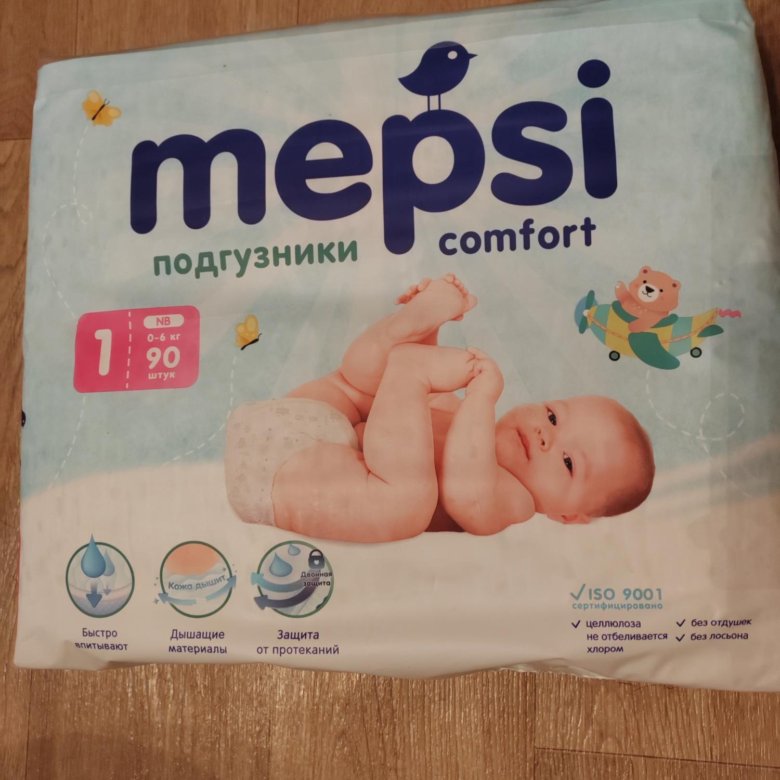 mepsi
подгузники
comfort
1
NB
0-6 кг
90
штук
Кожа дышит
Двойная
защита
Быстро
впитывают
Дышащие
материалы
Защита
от протеканий
ISO 9001
сертифицировано
целлюлоза
не отбеливается
хлором
без отдушек
без лосьона